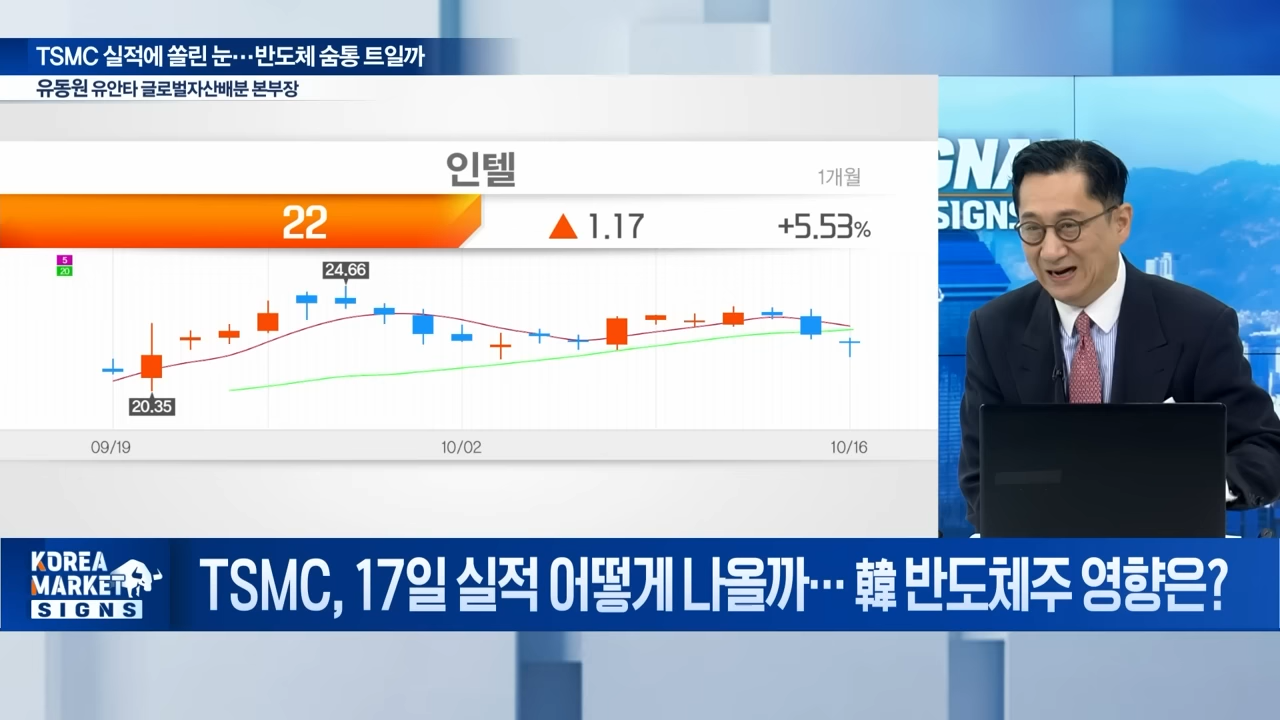 TSMC 실적에 쏠린 눈…반도체 숨통 트일까
유동원 유안타 글로벌자산배분 본부장
인텔
1개월
22 ▲ 1.17 +5.53%
5
20
24.66
20.35
09/19 10/02 10/16
SIGNS
KOREA
MARKET
SIGNS
TSMC, 17일 실적 어떻게 나올까… 韓 반도체주 영향은?